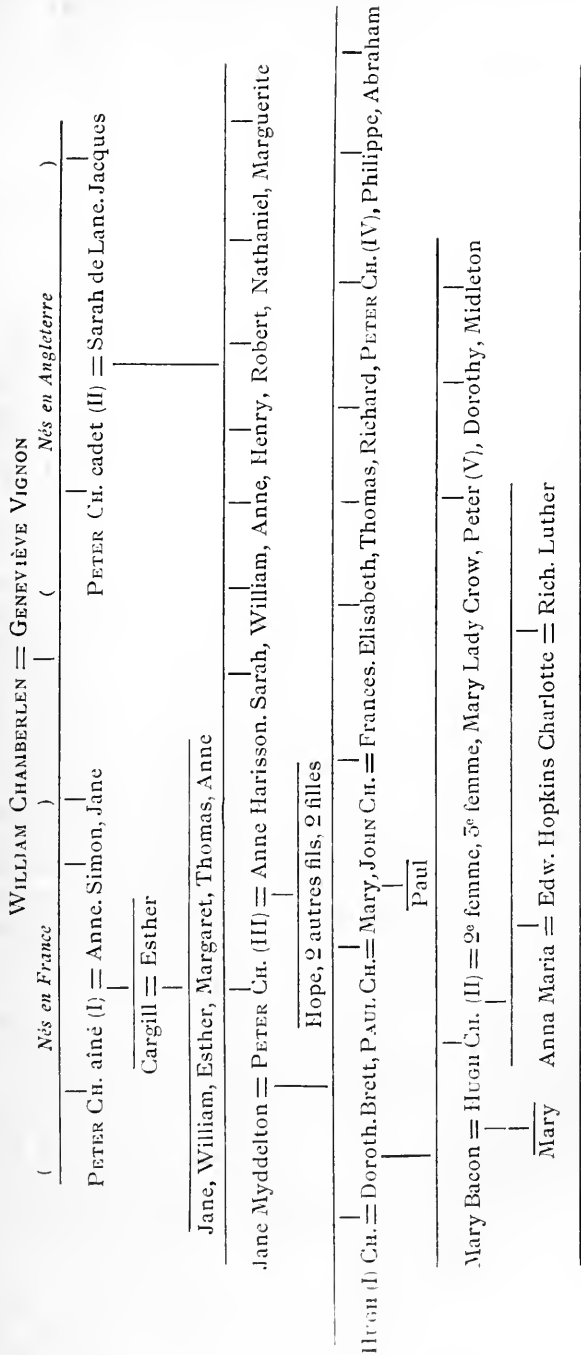 WILLIAM CHAMBERLEN = GENEVIÈVE VIGNON
( Nés en France ) ( Nés en Angleterre )
PETER CH. aîné (I) = Anne. Simon, Jane PETER CH. cadet (II) = Sarah de Lane. Jacques
Cargill = Esther
Jane, William, Esther, Margaret, Thomas, Anne
Jane Myddelton = PETER CH. (III) = Anne Harisson. Sarah, William, Anne, Henry, Robert, Nathaniel, Marguerite
Hope, 2 autres fils, 2 filles
HUGH (I) CH. = Doroth. Brett, PAUL CH. = Mary, JOHN CH. = Frances. Elisabeth, Thomas, Richard, PETER CH. (IV), Philippe, Abraham
Paul
Mary Bacon = HUGH CH. (II) = 2e femme, 3e femme, Mary Lady Crow, Peter (V), Dorothy, Midleton
Mary Anna Maria = Edw. Hopkins Charlotte = Rich. Luther